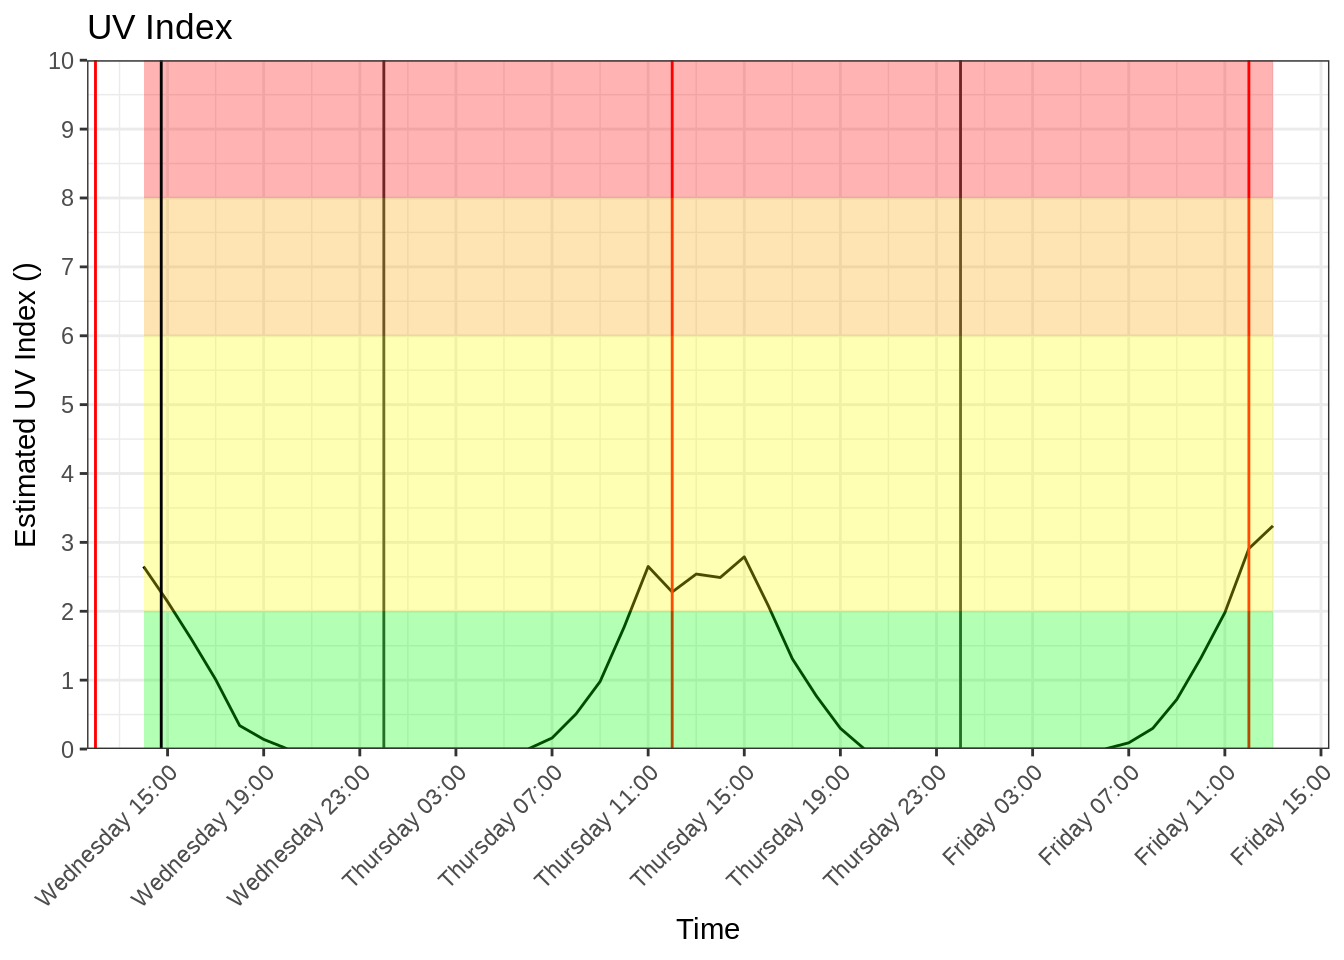 UV Index
Estimated UV Index ()
10
9
8
7
6
5
4
3
2
1
0
Wednesday 15:00
Wednesday 19:00
Wednesday 23:00
Thursday 03:00
Thursday 07:00
Thursday 11:00
Thursday 15:00
Thursday 19:00
Thursday 23:00
Friday 03:00
Friday 07:00
Friday 11:00
Friday 15:00
Time